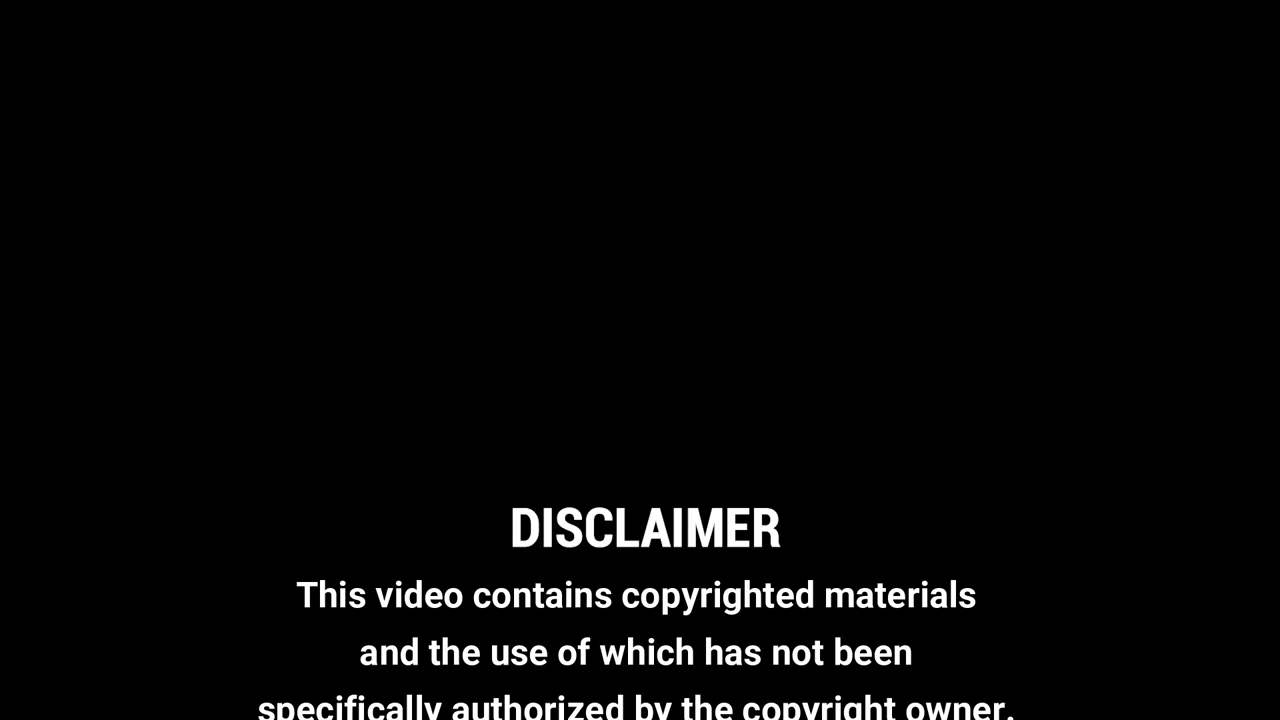 DISCLAIMER
This video contains copyrighted materials
and the use of which has not been
specifically authorized by the copyright owner.